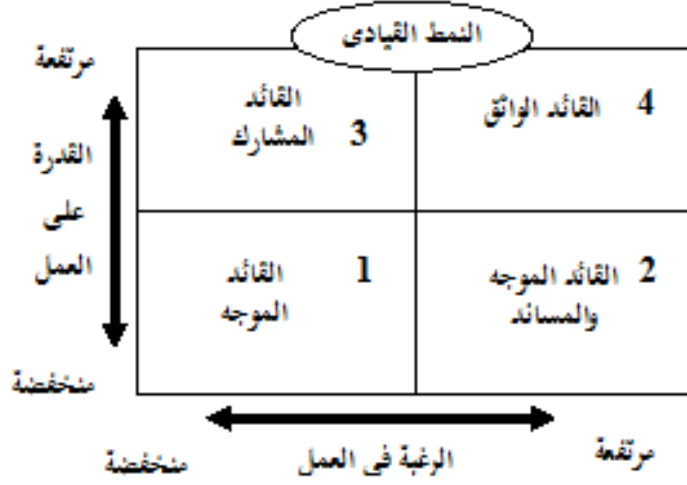 النمط القيادى
مرتفعة
القدرة
على
العمل
منخفضة
القائد
المشارك
3
القائد الواثق
4
القائد
الموجه
1
القائد الموجه
والمساند
2
مرتفعة
الرغبة فى العمل
منخفضة